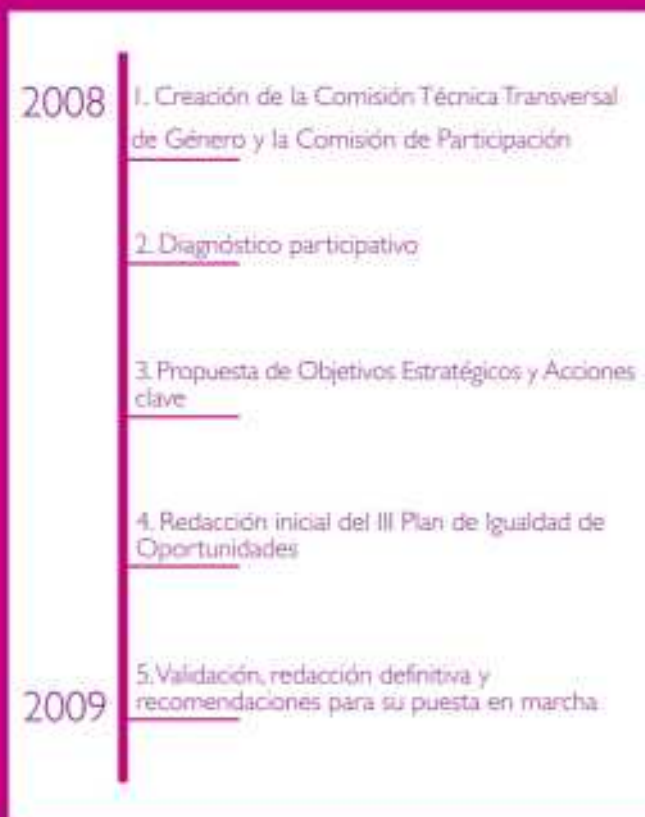 2008
1. Creación de la Comisión Técnica Transversal
de Género y la Comisión de Participación
2. Diagnóstico participativo
3. Propuesta de Objetivos Estratégicos y Acciones
clave
4. Redacción inicial del III Plan de Igualdad de
Oportunidades
2009
5. Validación, redacción definitiva y
recomendaciones para su puesta en marcha